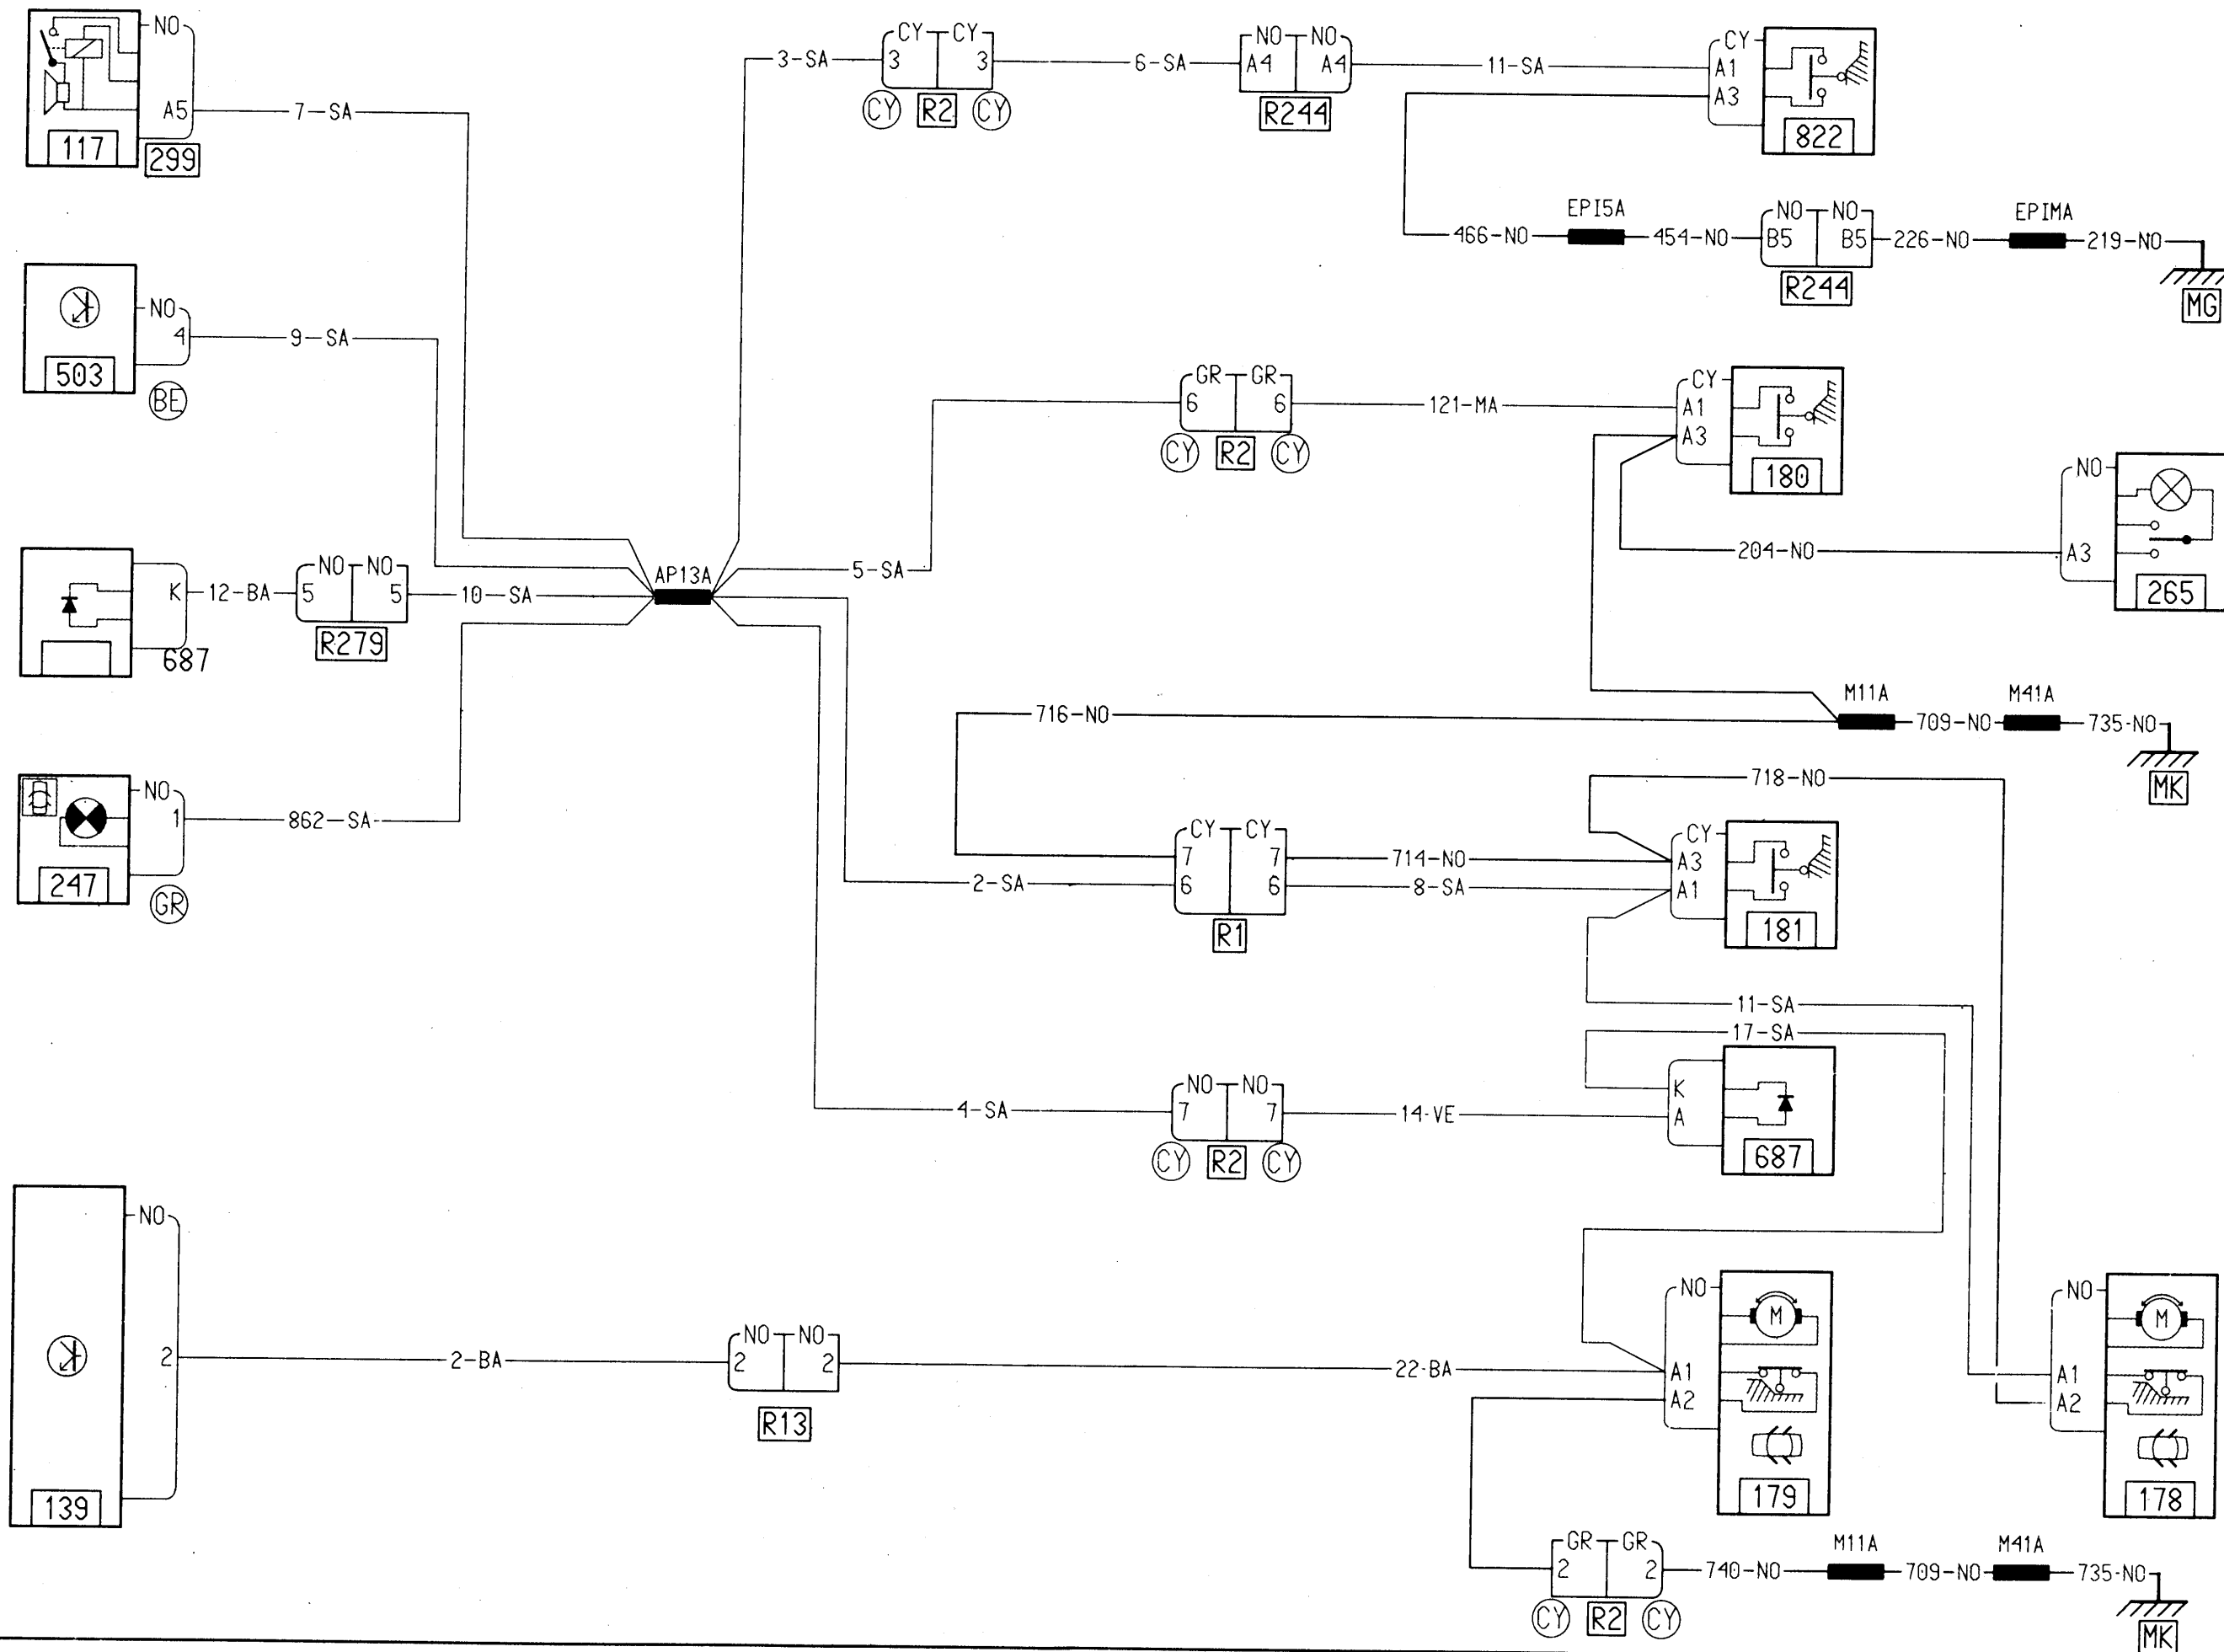 NO
A5
117
299
7-SA
3-SA
CY CY
3 3
CY R2 CY
6-SA
NO NO
A4 A4
R244
11-SA
CY
A1
A3
822
466-NO
EPI5A
454-NO
NO NO
B5 B5
R244
226-NO
EPIMA
219-NO
MG
NO
4
503
BE
9-SA
GR GR
6 6
CY R2 CY
121-MA
CY
A1
A3
180
NO
A3
265
204-NO
K
687
12-BA
NO NO
5 5
R279
10-SA
AP13A
5-SA
716-NO
M11A
709-NO
M41A
735-NO
MK
NO
1
247
GR
862-SA
718-NO
CY CY
7 7
6 6
R1
2-SA
714-NO
8-SA
CY
A3
A1
181
11-SA
17-SA
4-SA
NO NO
7 7
CY R2 CY
14-VE
K
A
687
NO
2
139
2-BA
NO NO
2 2
R13
22-BA
NO
M
A1
A2
179
NO
M
A1
A2
178
GR GR
2 2
CY R2 CY
740-NO
M11A
709-NO
M41A
735-NO
MK